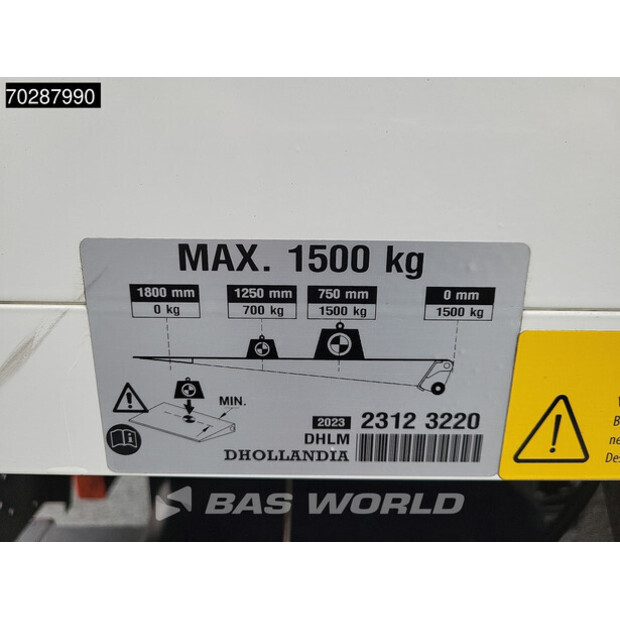 70287990
MAX. 1500 kg
1800 mm 1250 mm 750 mm 0 mm
0 kg 700 kg 1500 kg 1500 kg
MIN.
2023 2312 3220
DHLM
DHOLLANDIA
BAS WORLD